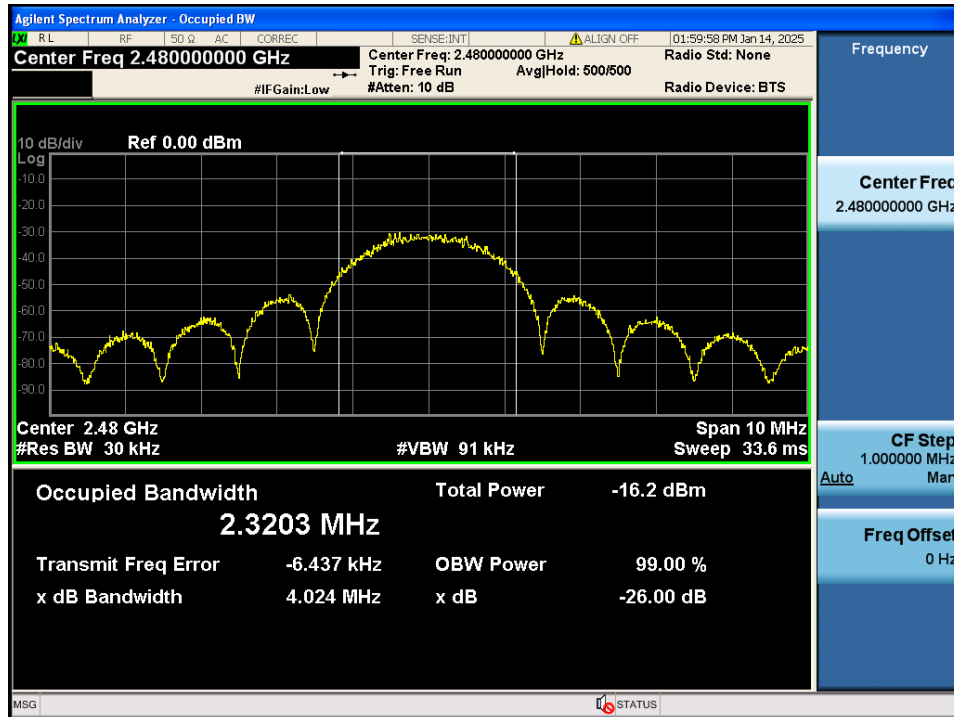 Agilent Spectrum Analyzer - Occupied BW
LXI RL RF 50 Ω AC CORREC SENSE:INT ALIGN OFF 01:59:58 PM Jan 14, 2025
Center Freq 2.480000000 GHz
Center Freq: 2.480000000 GHz
Radio Std: None
Trig: Free Run Avg|Hold: 500/500
#IFGain:Low
#Atten: 10 dB
Radio Device: BTS
10 dB/div Ref 0.00 dBm
Log
-10.0
-20.0
-30.0
-40.0
-50.0
-60.0
-70.0
-80.0
-90.0
Center 2.48 GHz Span 10 MHz
#Res BW 30 kHz #VBW 91 kHz Sweep 33.6 ms
Occupied Bandwidth Total Power -16.2 dBm
2.3203 MHz
Transmit Freq Error -6.437 kHz OBW Power 99.00 %
x dB Bandwidth 4.024 MHz x dB -26.00 dB
MSG STATUS
Frequency
Center Freq
2.480000000 GHz
CF Step
1.000000 MHz
Auto Man
Freq Offset
0 Hz